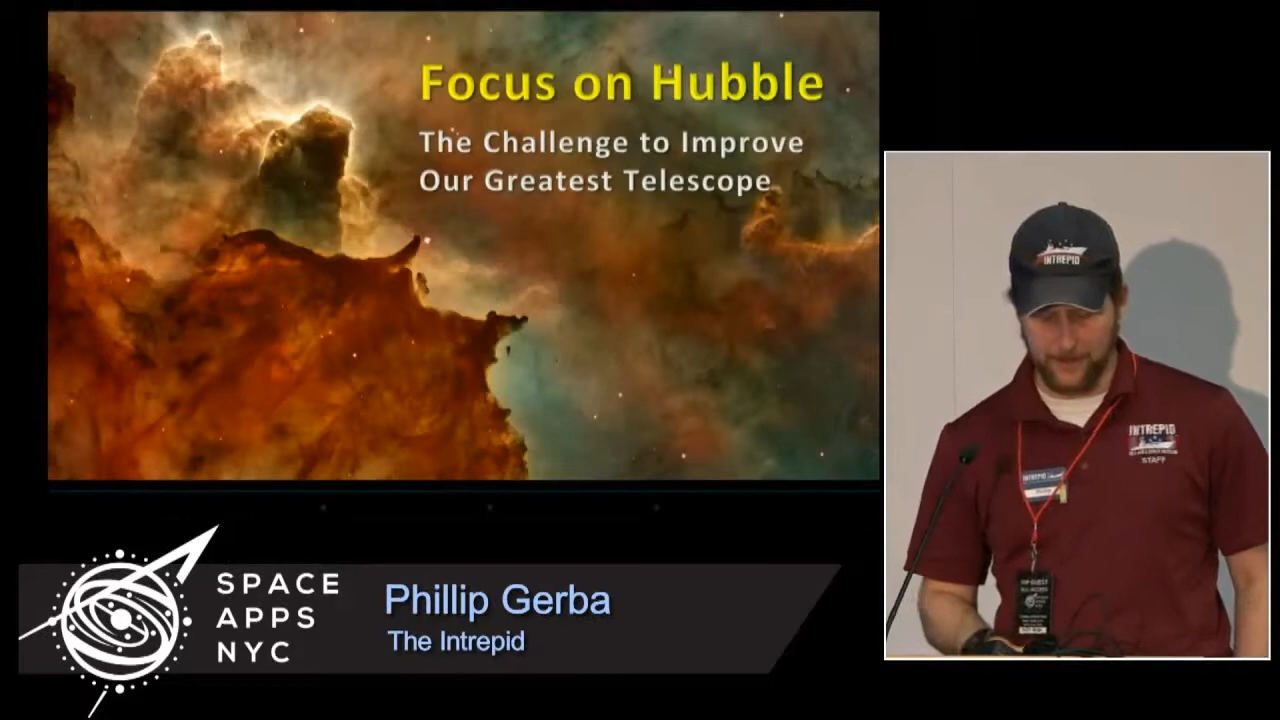 Focus on Hubble
The Challenge to Improve
Our Greatest Telescope
INTREPID
INTREPID
STAFF
INTREPID
SPACE
APPS
NYC
Phillip Gerba
The Intrepid